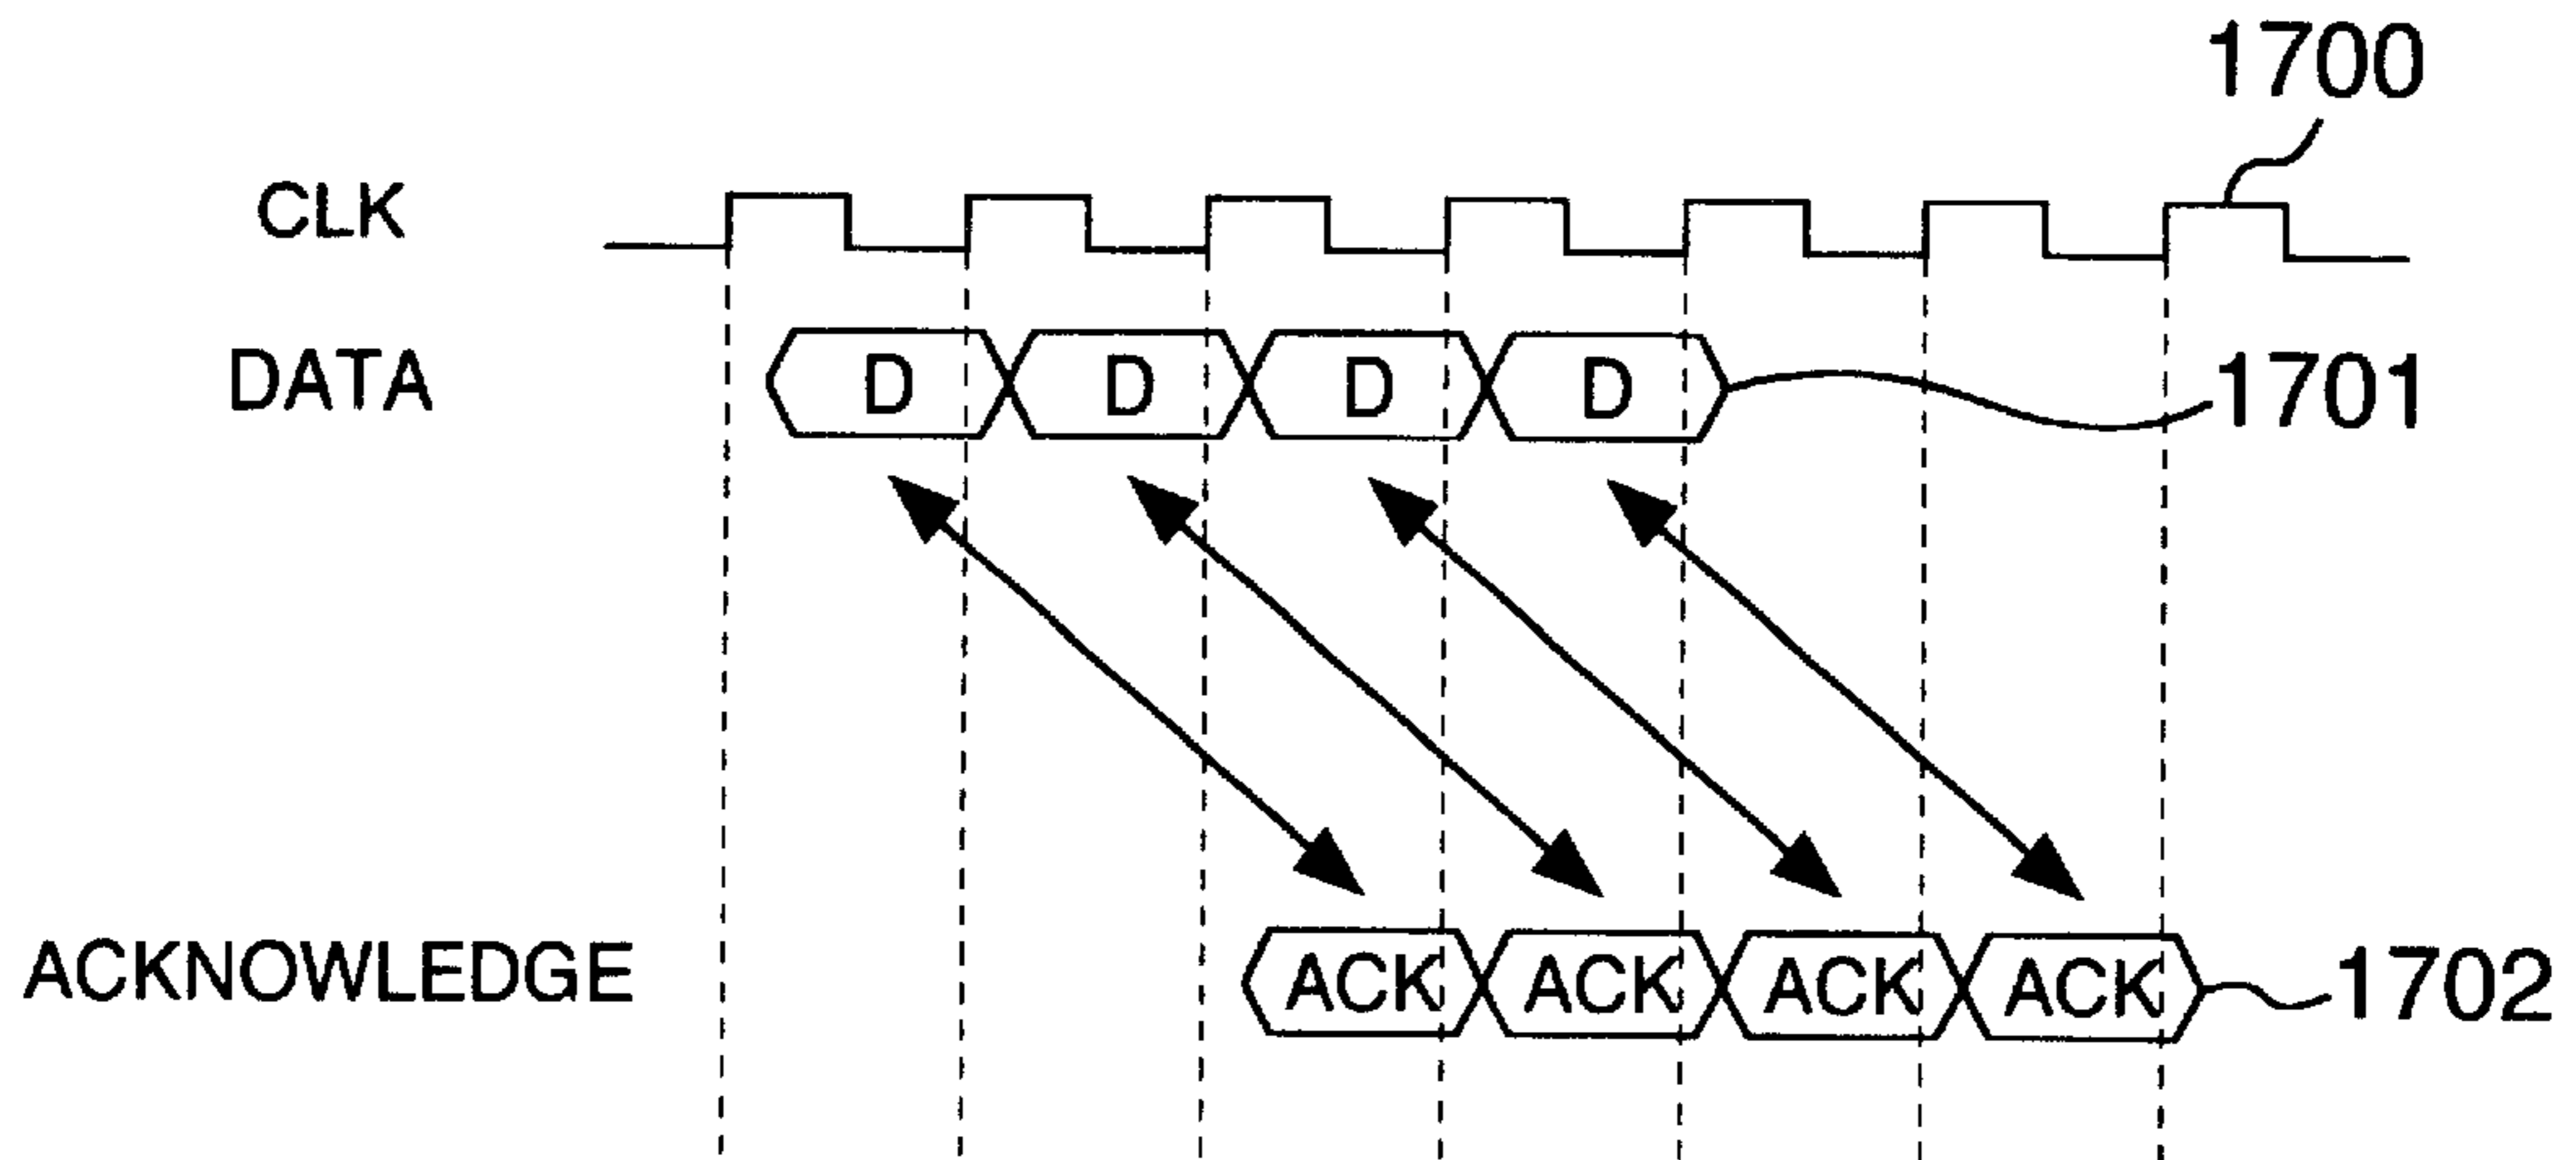 1700
CLK
DATA D D D D 1701
ACKNOWLEDGE ACK ACK ACK ACK 1702